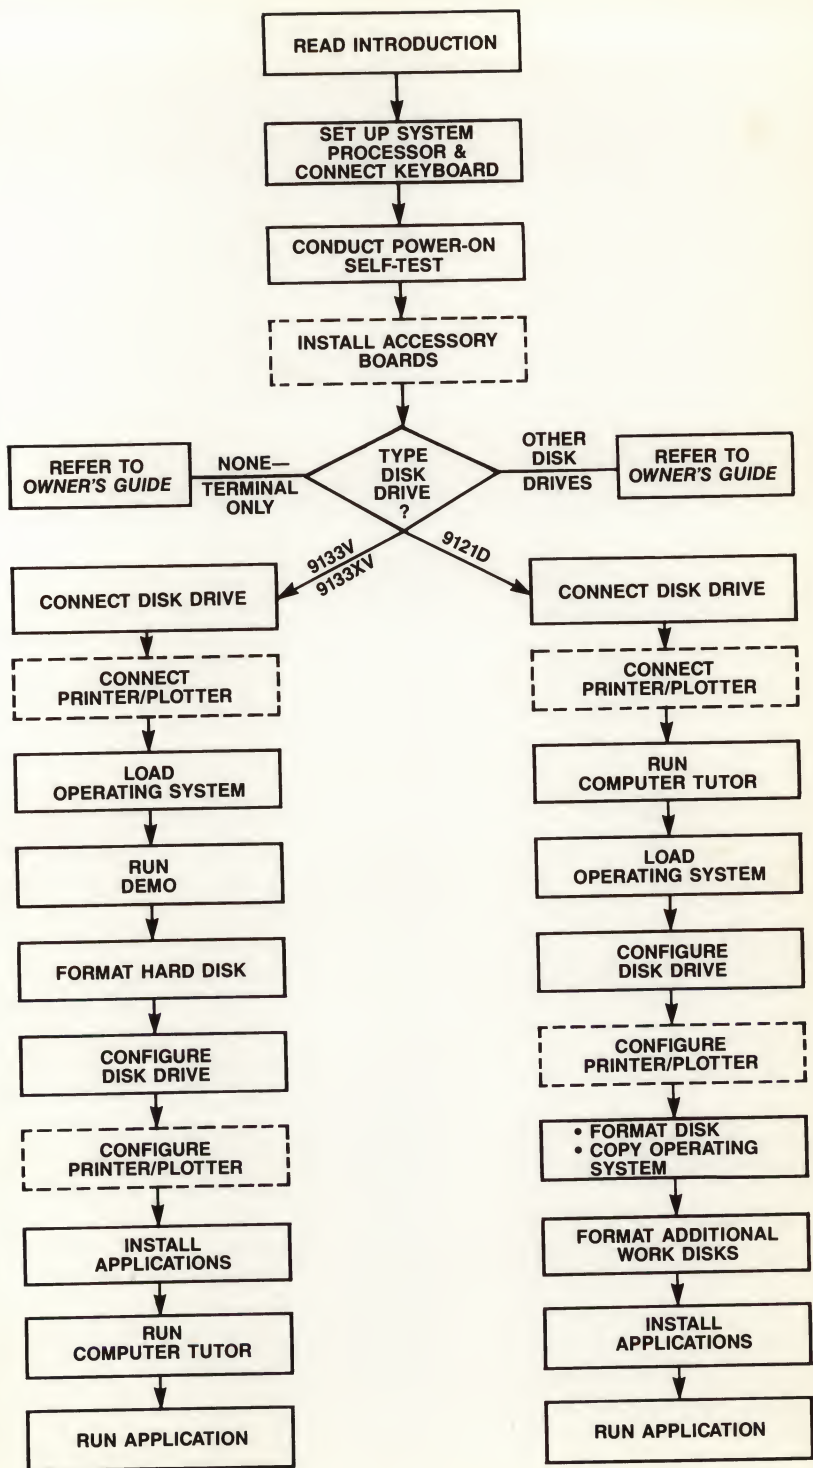 READ INTRODUCTION
SET UP SYSTEM
PROCESSOR &
CONNECT KEYBOARD
CONDUCT POWER-ON
SELF-TEST
INSTALL ACCESSORY
BOARDS
TYPE
DISK
DRIVE
?
NONE—
TERMINAL
ONLY
REFER TO
OWNER'S GUIDE
OTHER
DISK
DRIVES
REFER TO
OWNER'S GUIDE
9133V
9133XV
CONNECT DISK DRIVE
CONNECT
PRINTER/PLOTTER
LOAD
OPERATING SYSTEM
RUN
DEMO
FORMAT HARD DISK
CONFIGURE
DISK DRIVE
CONFIGURE
PRINTER/PLOTTER
INSTALL
APPLICATIONS
RUN
COMPUTER TUTOR
RUN APPLICATION
9121D
CONNECT DISK DRIVE
CONNECT
PRINTER/PLOTTER
RUN
COMPUTER TUTOR
LOAD
OPERATING SYSTEM
CONFIGURE
DISK DRIVE
CONFIGURE
PRINTER/PLOTTER
• FORMAT DISK
• COPY OPERATING
SYSTEM
FORMAT ADDITIONAL
WORK DISKS
INSTALL
APPLICATIONS
RUN APPLICATION